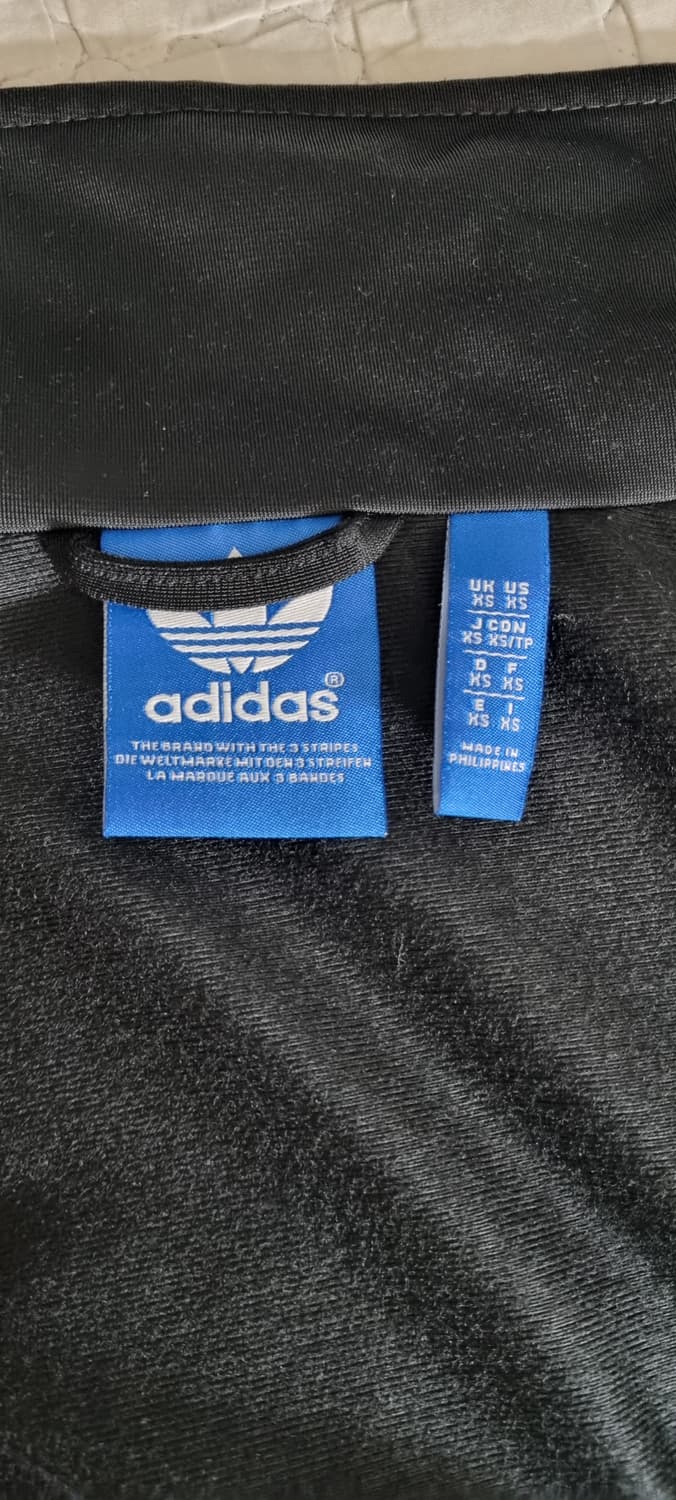 adidas®
THE BRAND WITH THE 3 STRIPES
DIE WELTMARKE MIT DEN 3 STREIFEN
LA MARQUE AUX 3 BANDES
UK US
XS XS
J CDN
XS XS/TP
D F
XS XS
E I
XS XS
MADE IN
PHILIPPINES